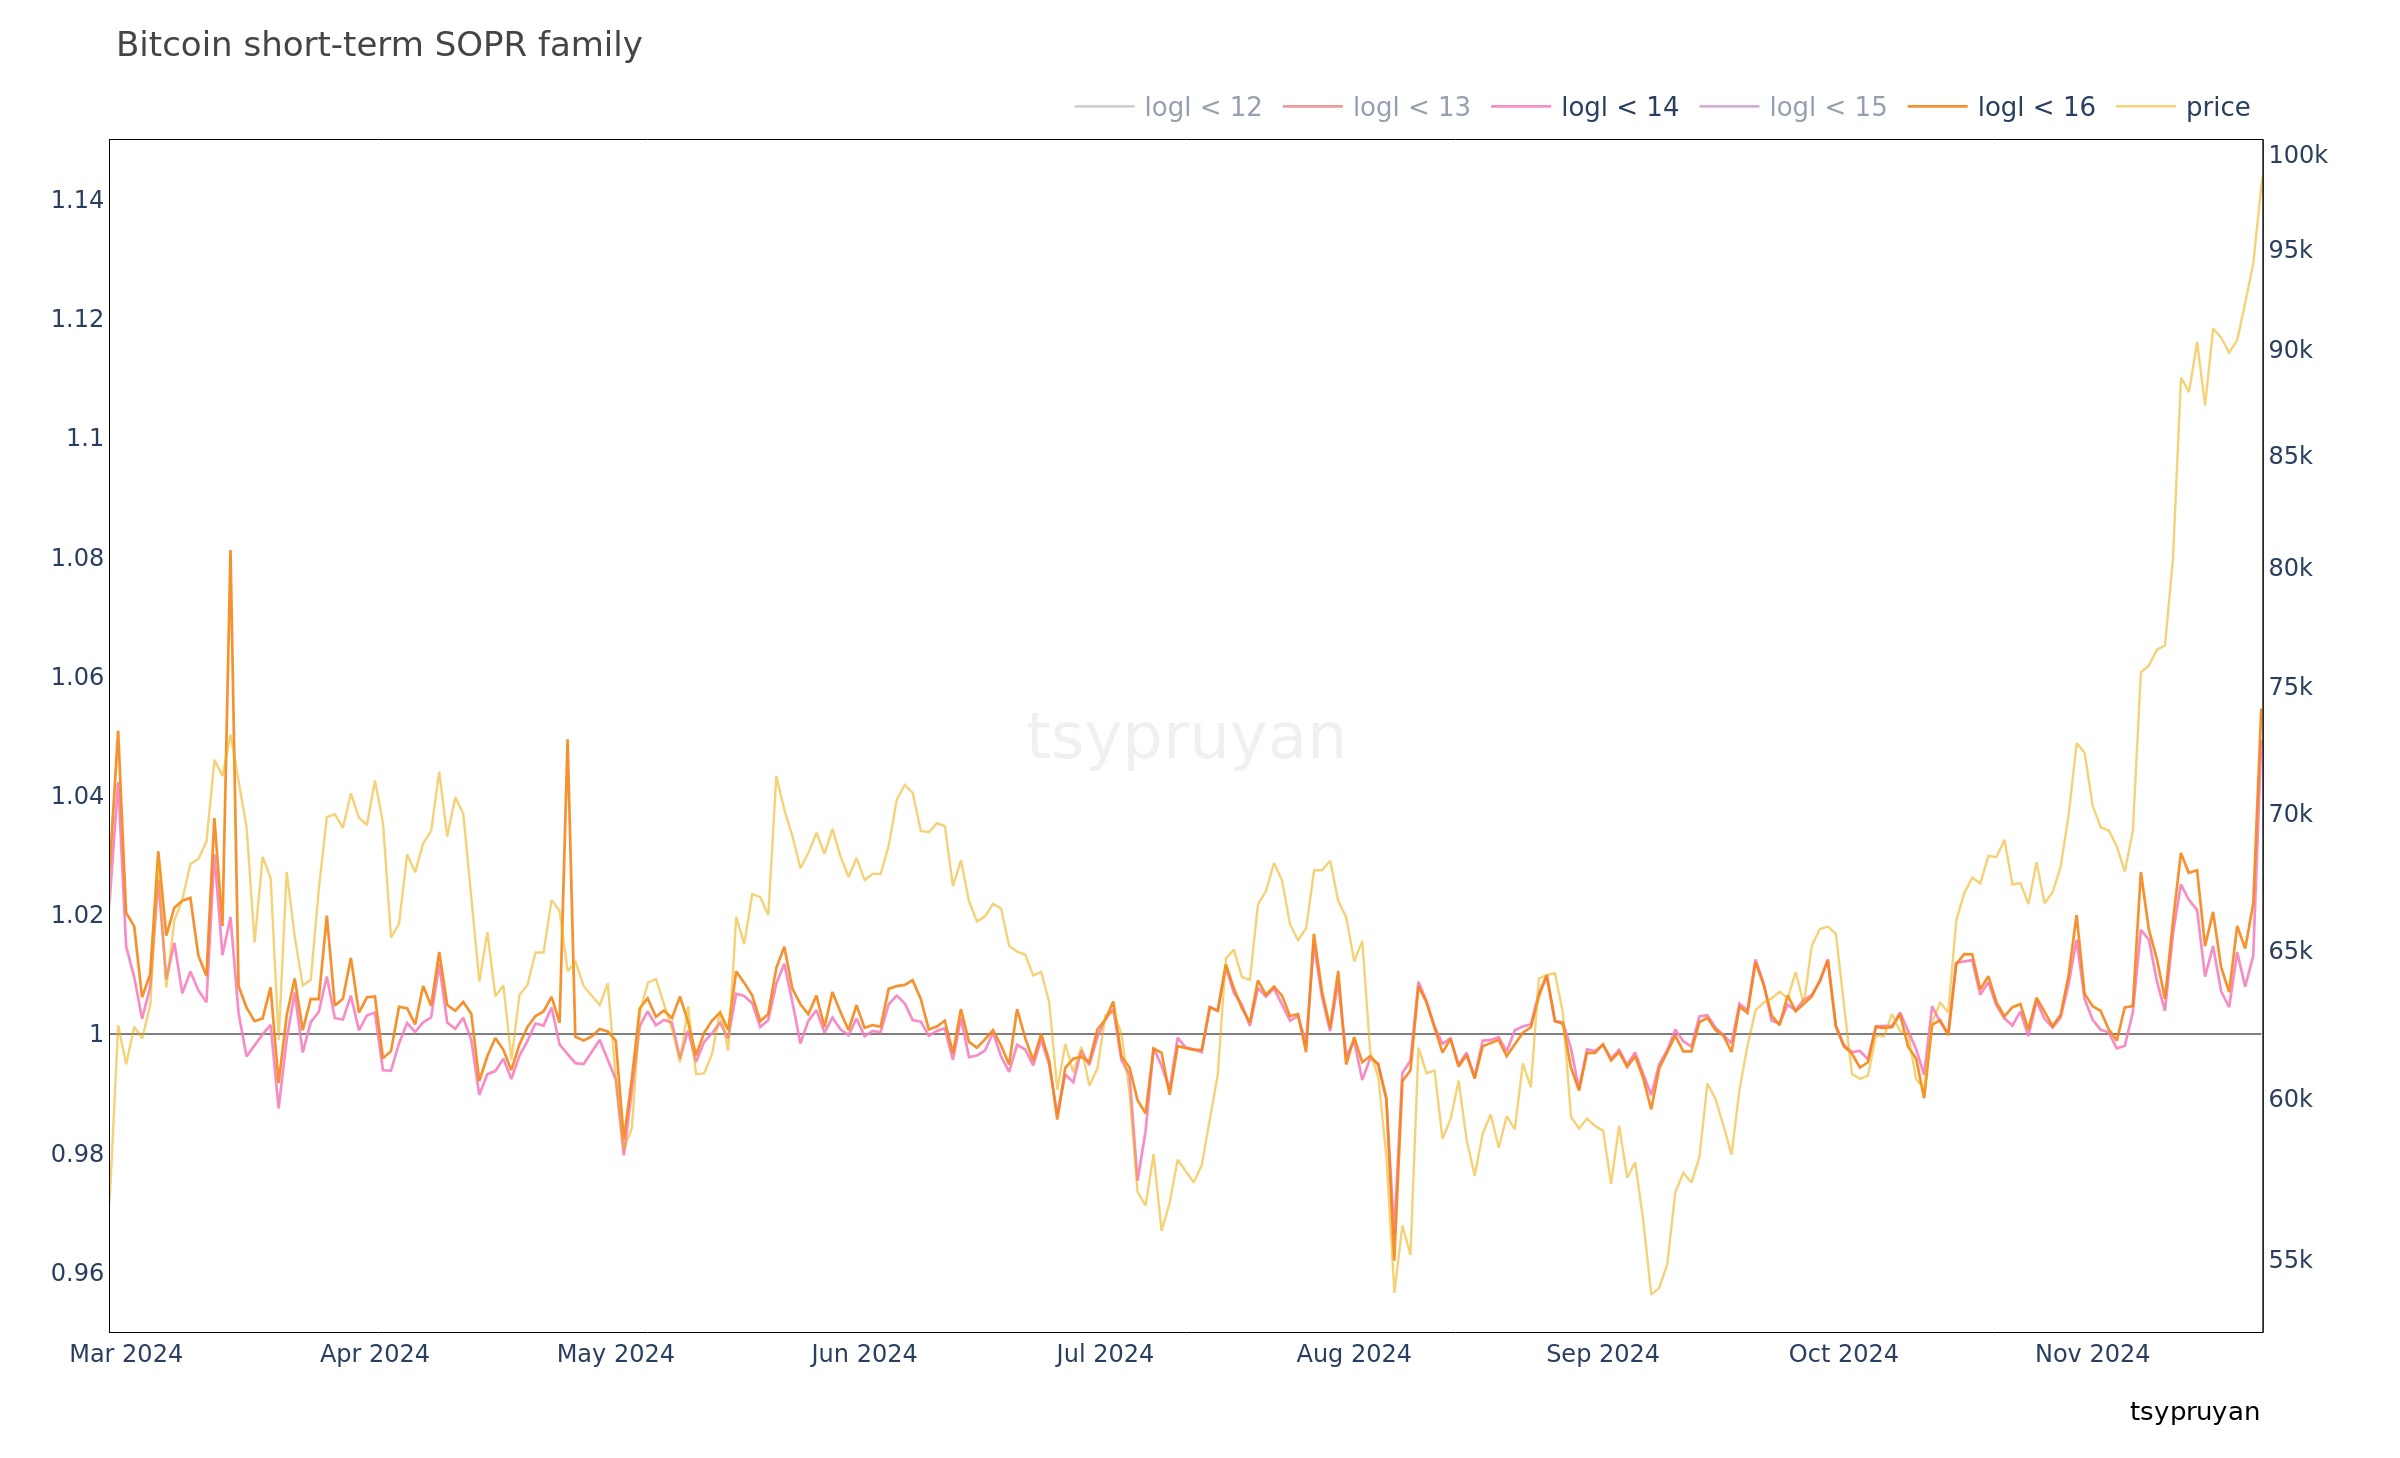 Bitcoin short-term SOPR family
logl < 12 logl < 13 logl < 14 logl < 15 logl < 16 price
1.14
1.12
1.1
1.08
1.06
1.04
1.02
1
0.98
0.96
100k
95k
90k
85k
80k
75k
70k
65k
60k
55k
tsypruyan
Mar 2024 Apr 2024 May 2024 Jun 2024 Jul 2024 Aug 2024 Sep 2024 Oct 2024 Nov 2024
tsypruyan